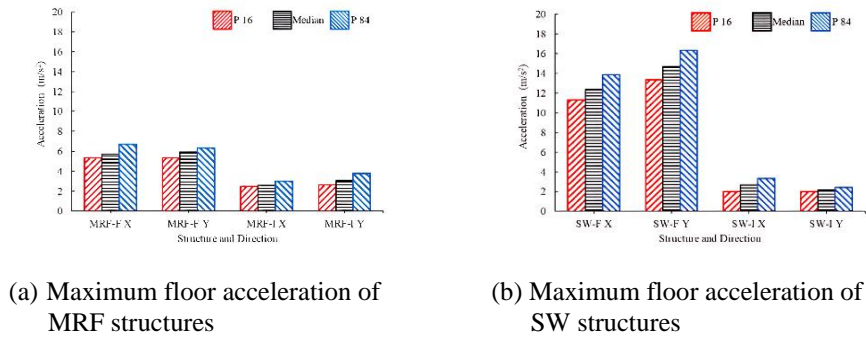 20
18
16
14
12
10
8
6
4
2
0
Acceleration (m/s²)
P 16 Median P 84
MRF-F X MRF-F Y MRF-I X MRF-I Y
Structure and Direction
20
18
16
14
12
10
8
6
4
2
0
Acceleration (m/s²)
P 16 Median P 84
SW-F X SW-F Y SW-I X SW-I Y
Structure and Direction
(a) Maximum floor acceleration of
MRF structures
(b) Maximum floor acceleration of
SW structures